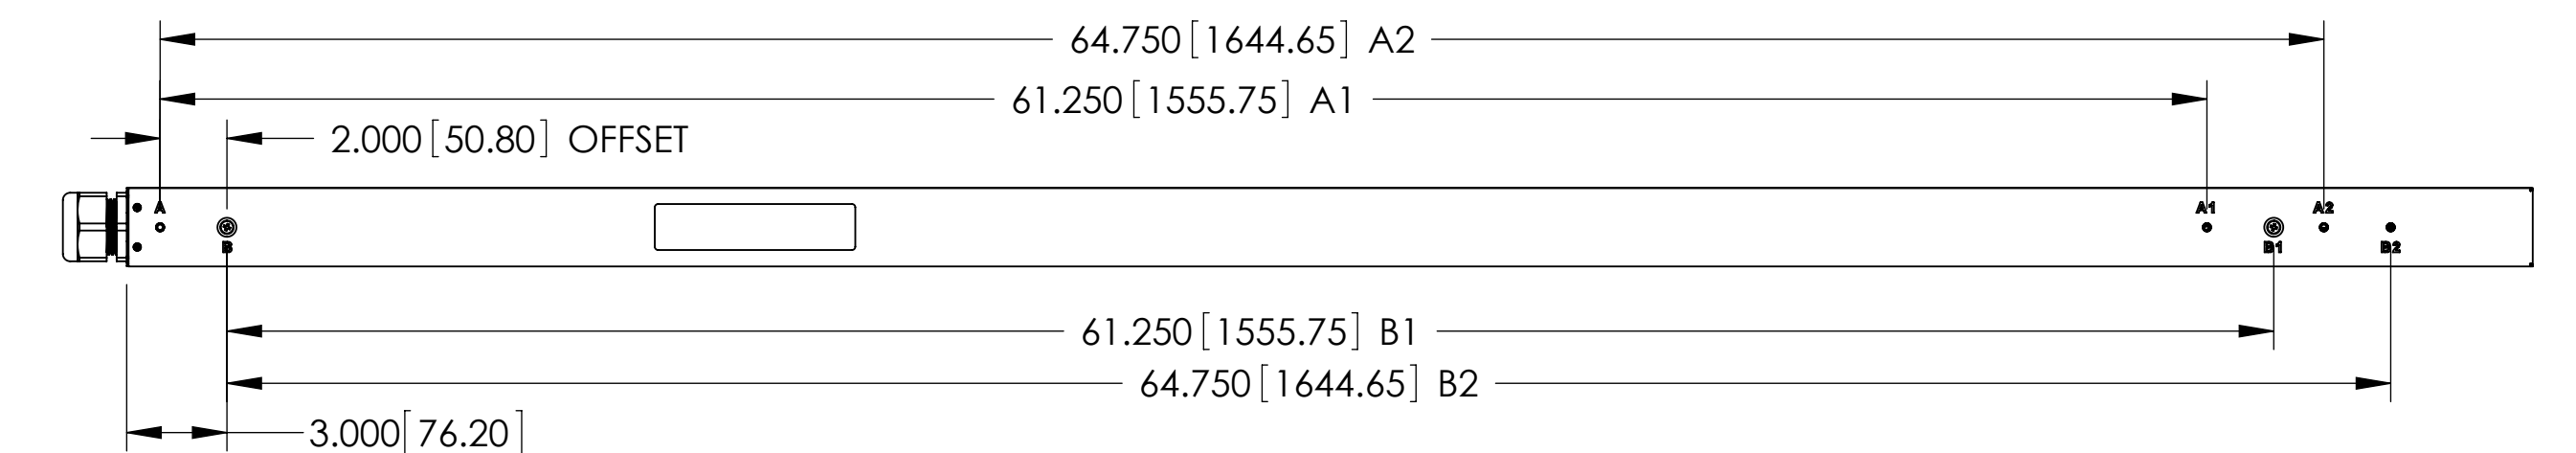 64.750[1644.65] A2
61.250[1555.75] A1
2.000[50.80] OFFSET
A A1 A2
B B1 B2
61.250[1555.75] B1
64.750[1644.65] B2
3.000[76.20]